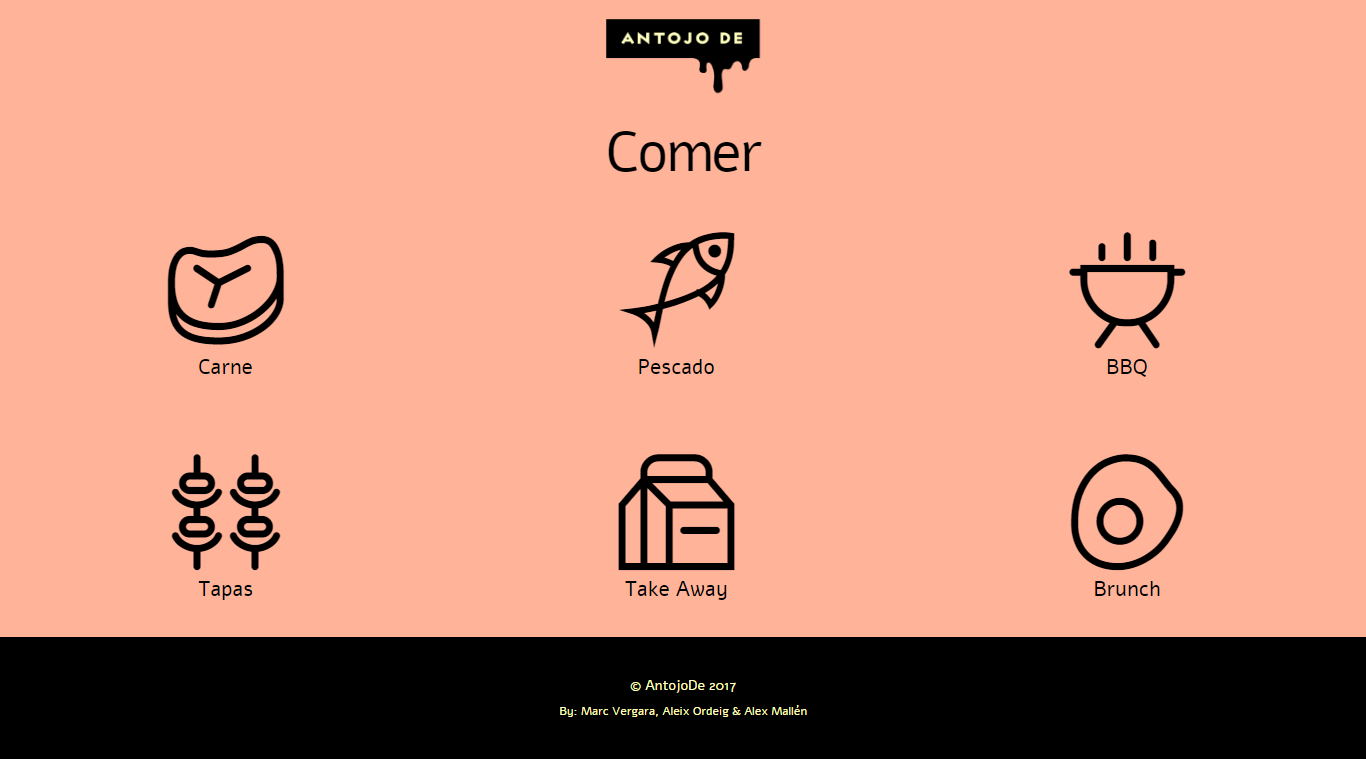 ANTOJO DE
Comer
Carne
Pescado
BBQ
Tapas
Take Away
Brunch
© AntojoDe 2017
By: Marc Vergara, Aleix Ordeig & Alex Mallén